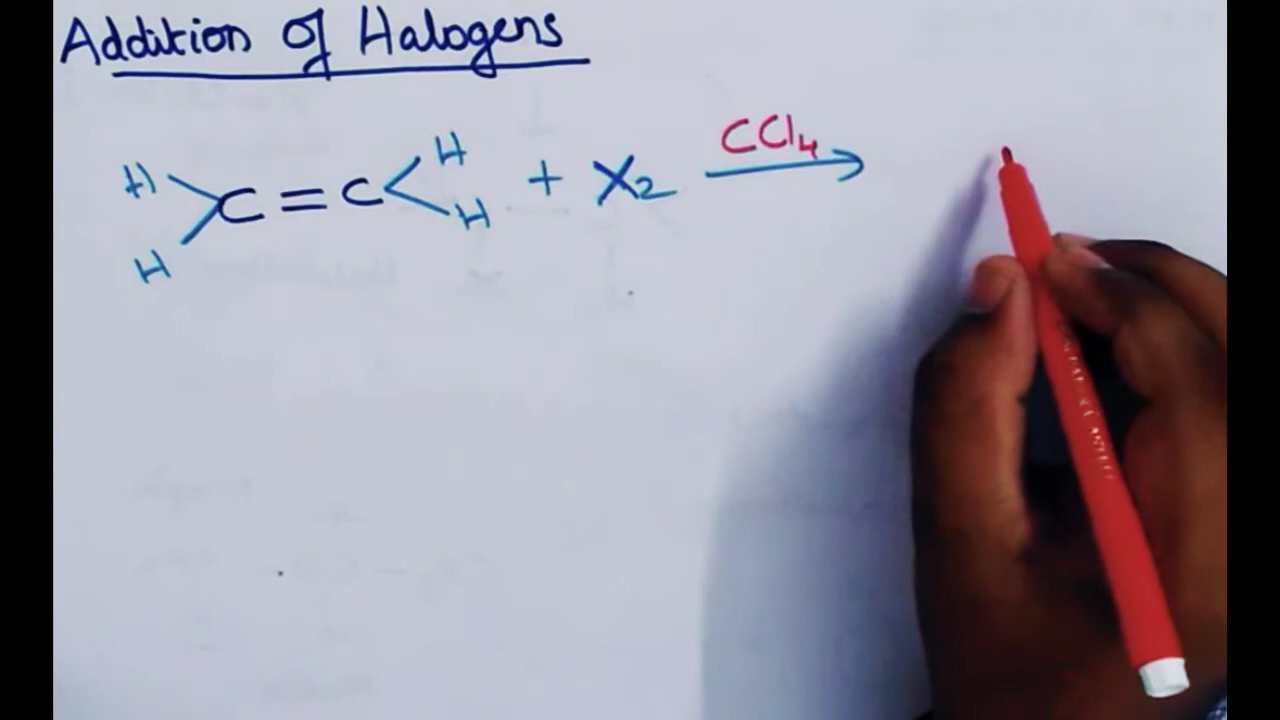 Addition Of Halogens
H H CCl4
C = C + X2
H H